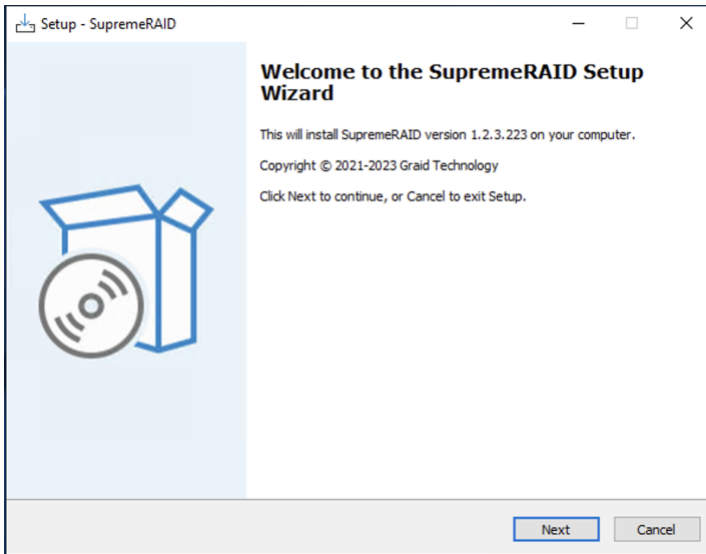 Setup - SupremeRAID
Welcome to the SupremeRAID Setup
Wizard
This will install SupremeRAID version 1.2.3.223 on your computer.
Copyright © 2021-2023 Graid Technology
Click Next to continue, or Cancel to exit Setup.
Next
Cancel